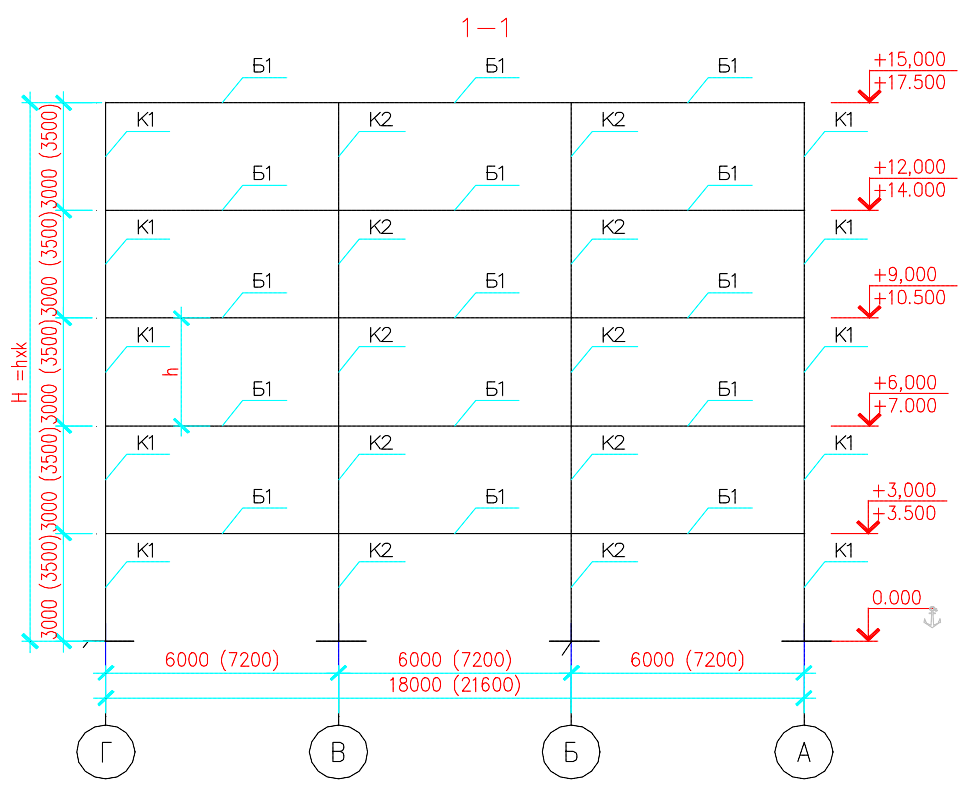 1-1
Б1 Б1 Б1
+15,000
+17.500
К1 К2 К2 К1
3000 (3500)
Б1 Б1 Б1
+12,000
+14.000
К1 К2 К2 К1
3000 (3500)
Б1 Б1 Б1
+9,000
+10.500
К1 К2 К2 К1
3000 (3500)
H =hxk
h
Б1 Б1 Б1
+6,000
+7.000
К1 К2 К2 К1
3000 (3500)
Б1 Б1 Б1
+3,000
+3.500
К1 К2 К2 К1
3000 (3500)
0.000
6000 (7200) 6000 (7200) 6000 (7200)
18000 (21600)
Г В Б А